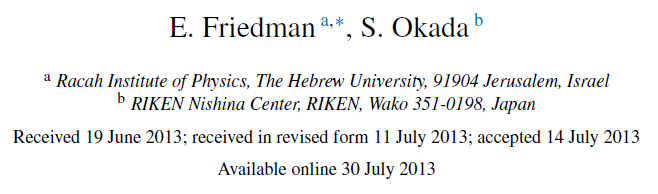 E. Friedman a,*, S. Okada b
a Racah Institute of Physics, The Hebrew University, 91904 Jerusalem, Israel
b RIKEN Nishina Center, RIKEN, Wako 351-0198, Japan
Received 19 June 2013; received in revised form 11 July 2013; accepted 14 July 2013
Available online 30 July 2013